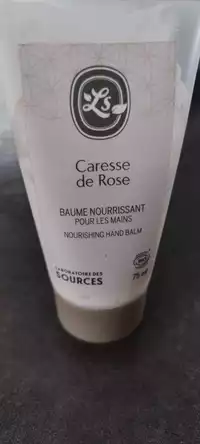 Ls
Caresse
de Rose
BAUME NOURRISSANT
POUR LES MAINS
NOURISHING HAND BALM
LABORATOIRE DES
SOURCES
75 ml